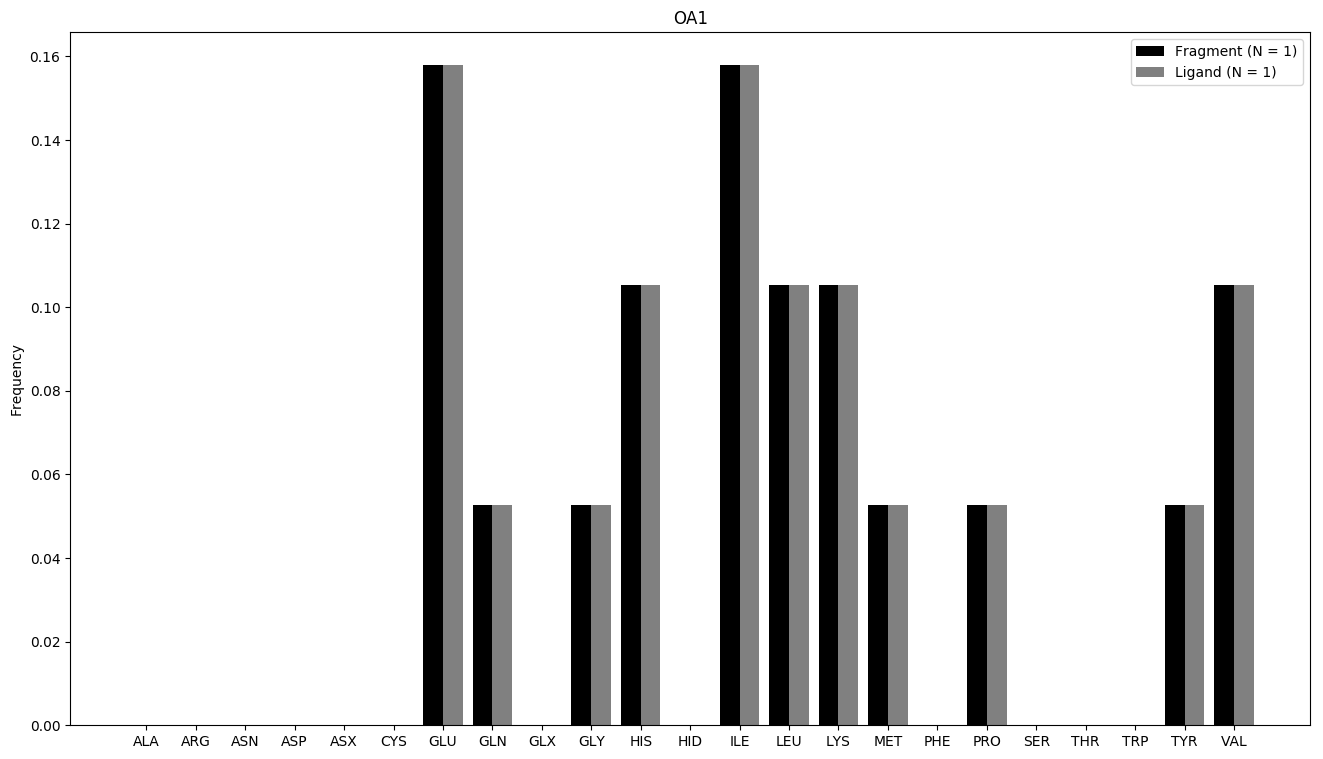 OA1
Fragment (N = 1)
Ligand (N = 1)
Frequency
0.16
0.14
0.12
0.10
0.08
0.06
0.04
0.02
0.00
ALA ARG ASN ASP ASX CYS GLU GLN GLX GLY HIS HID ILE LEU LYS MET PHE PRO SER THR TRP TYR VAL